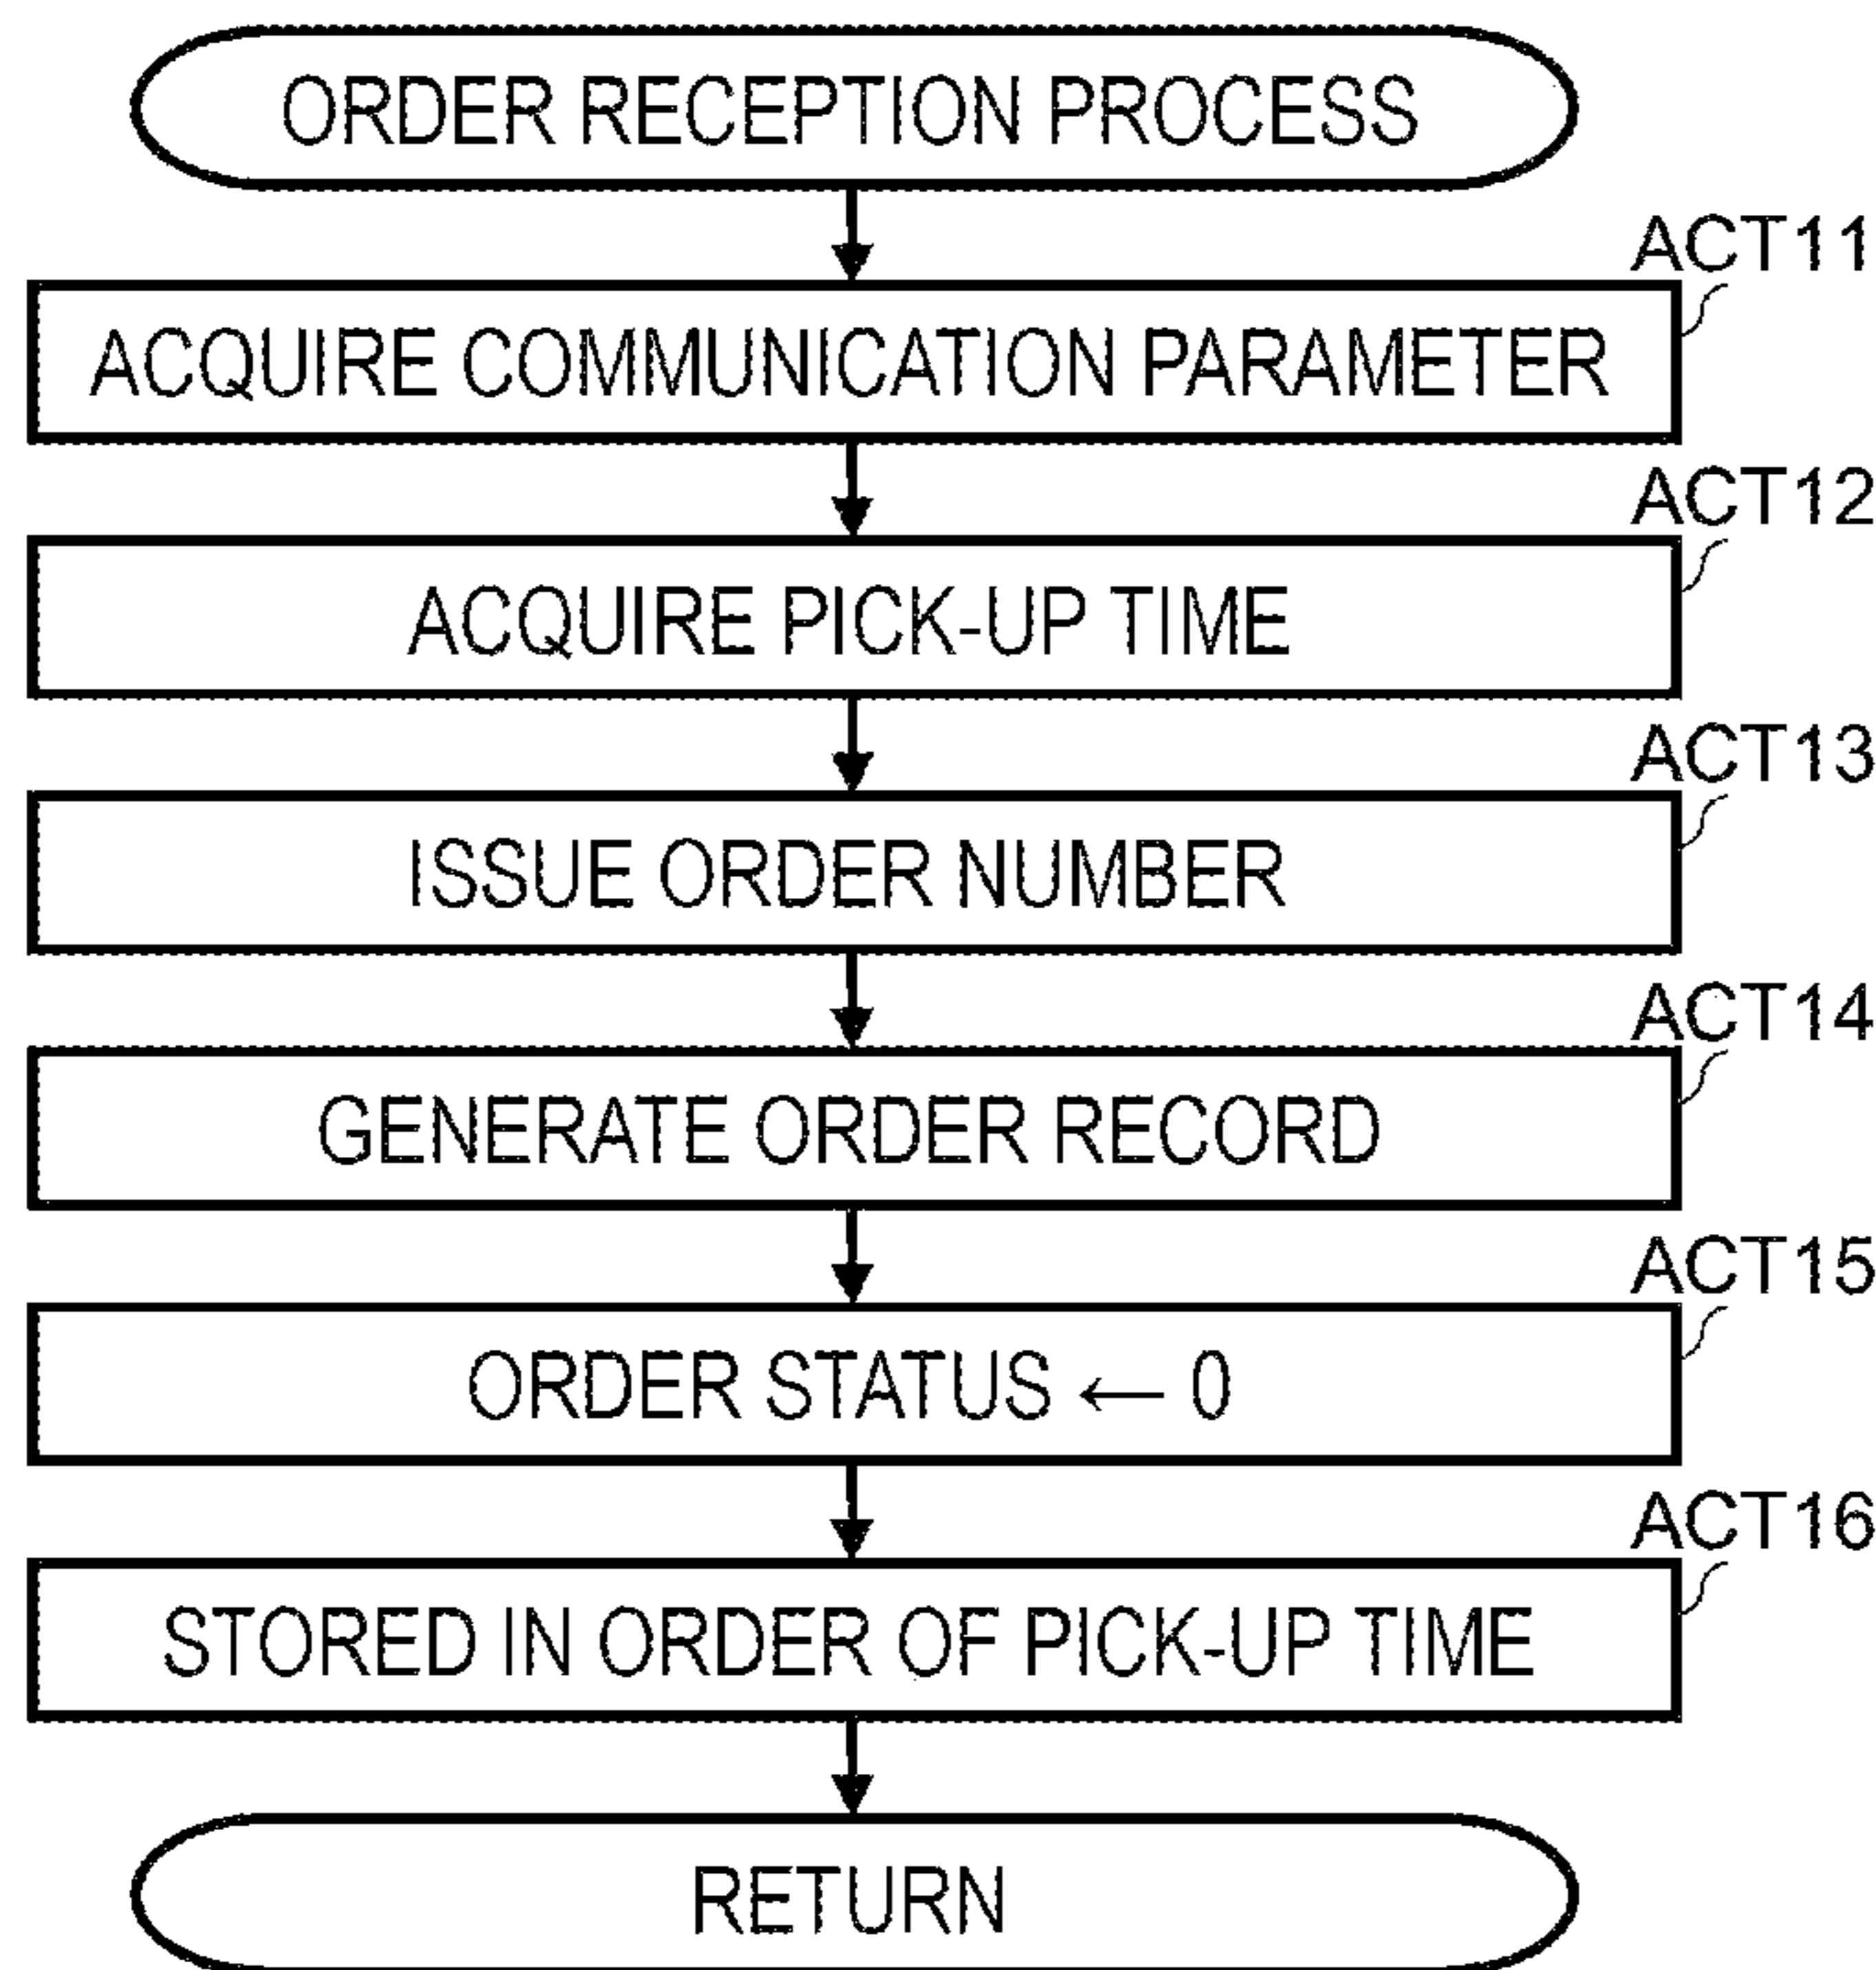 ORDER RECEPTION PROCESS
ACT11
ACQUIRE COMMUNICATION PARAMETER
ACT12
ACQUIRE PICK-UP TIME
ACT13
ISSUE ORDER NUMBER
ACT14
GENERATE ORDER RECORD
ACT15
ORDER STATUS ← 0
ACT16
STORED IN ORDER OF PICK-UP TIME
RETURN